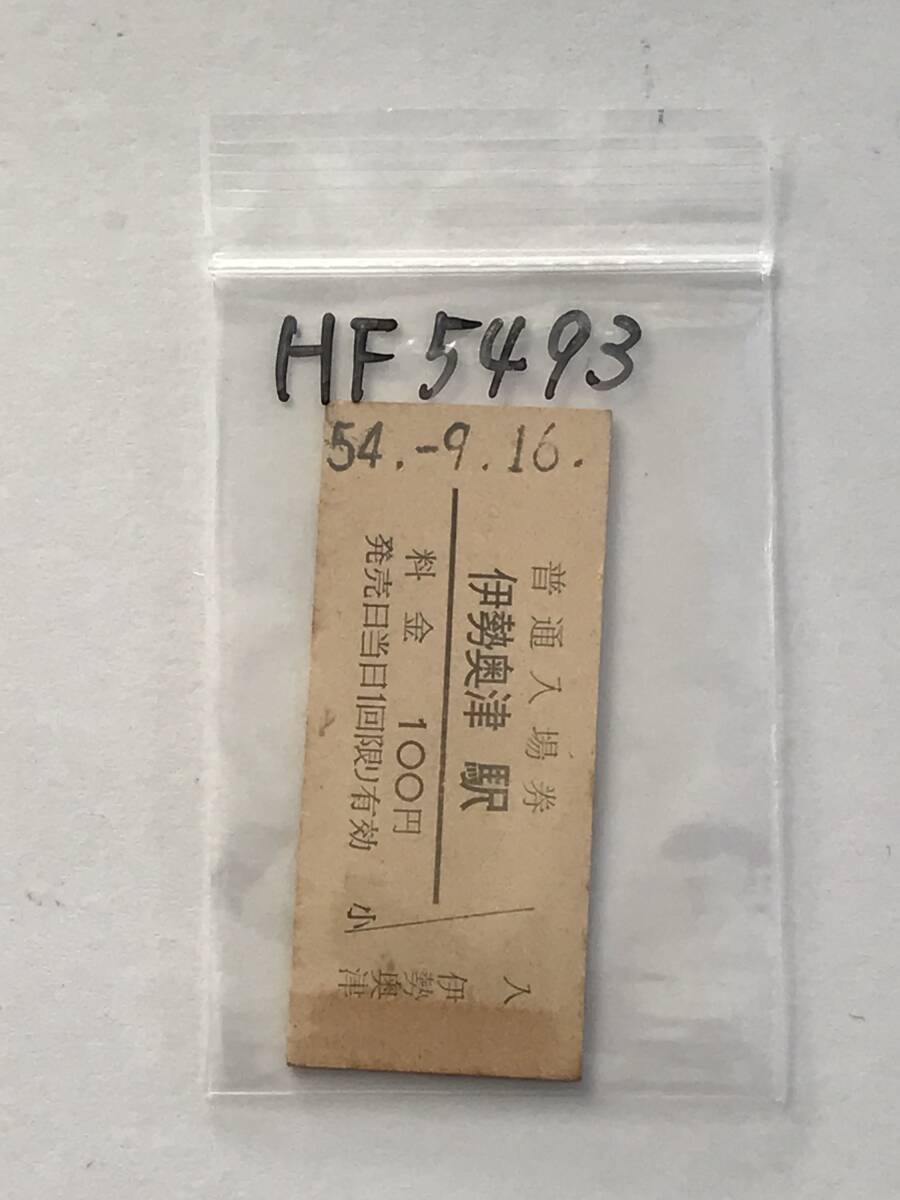 HF5493
54.-9.16.
普通入場券
伊勢奥津駅
料金 100円
発売日当日1回限り有効
小
入
伊勢奥津